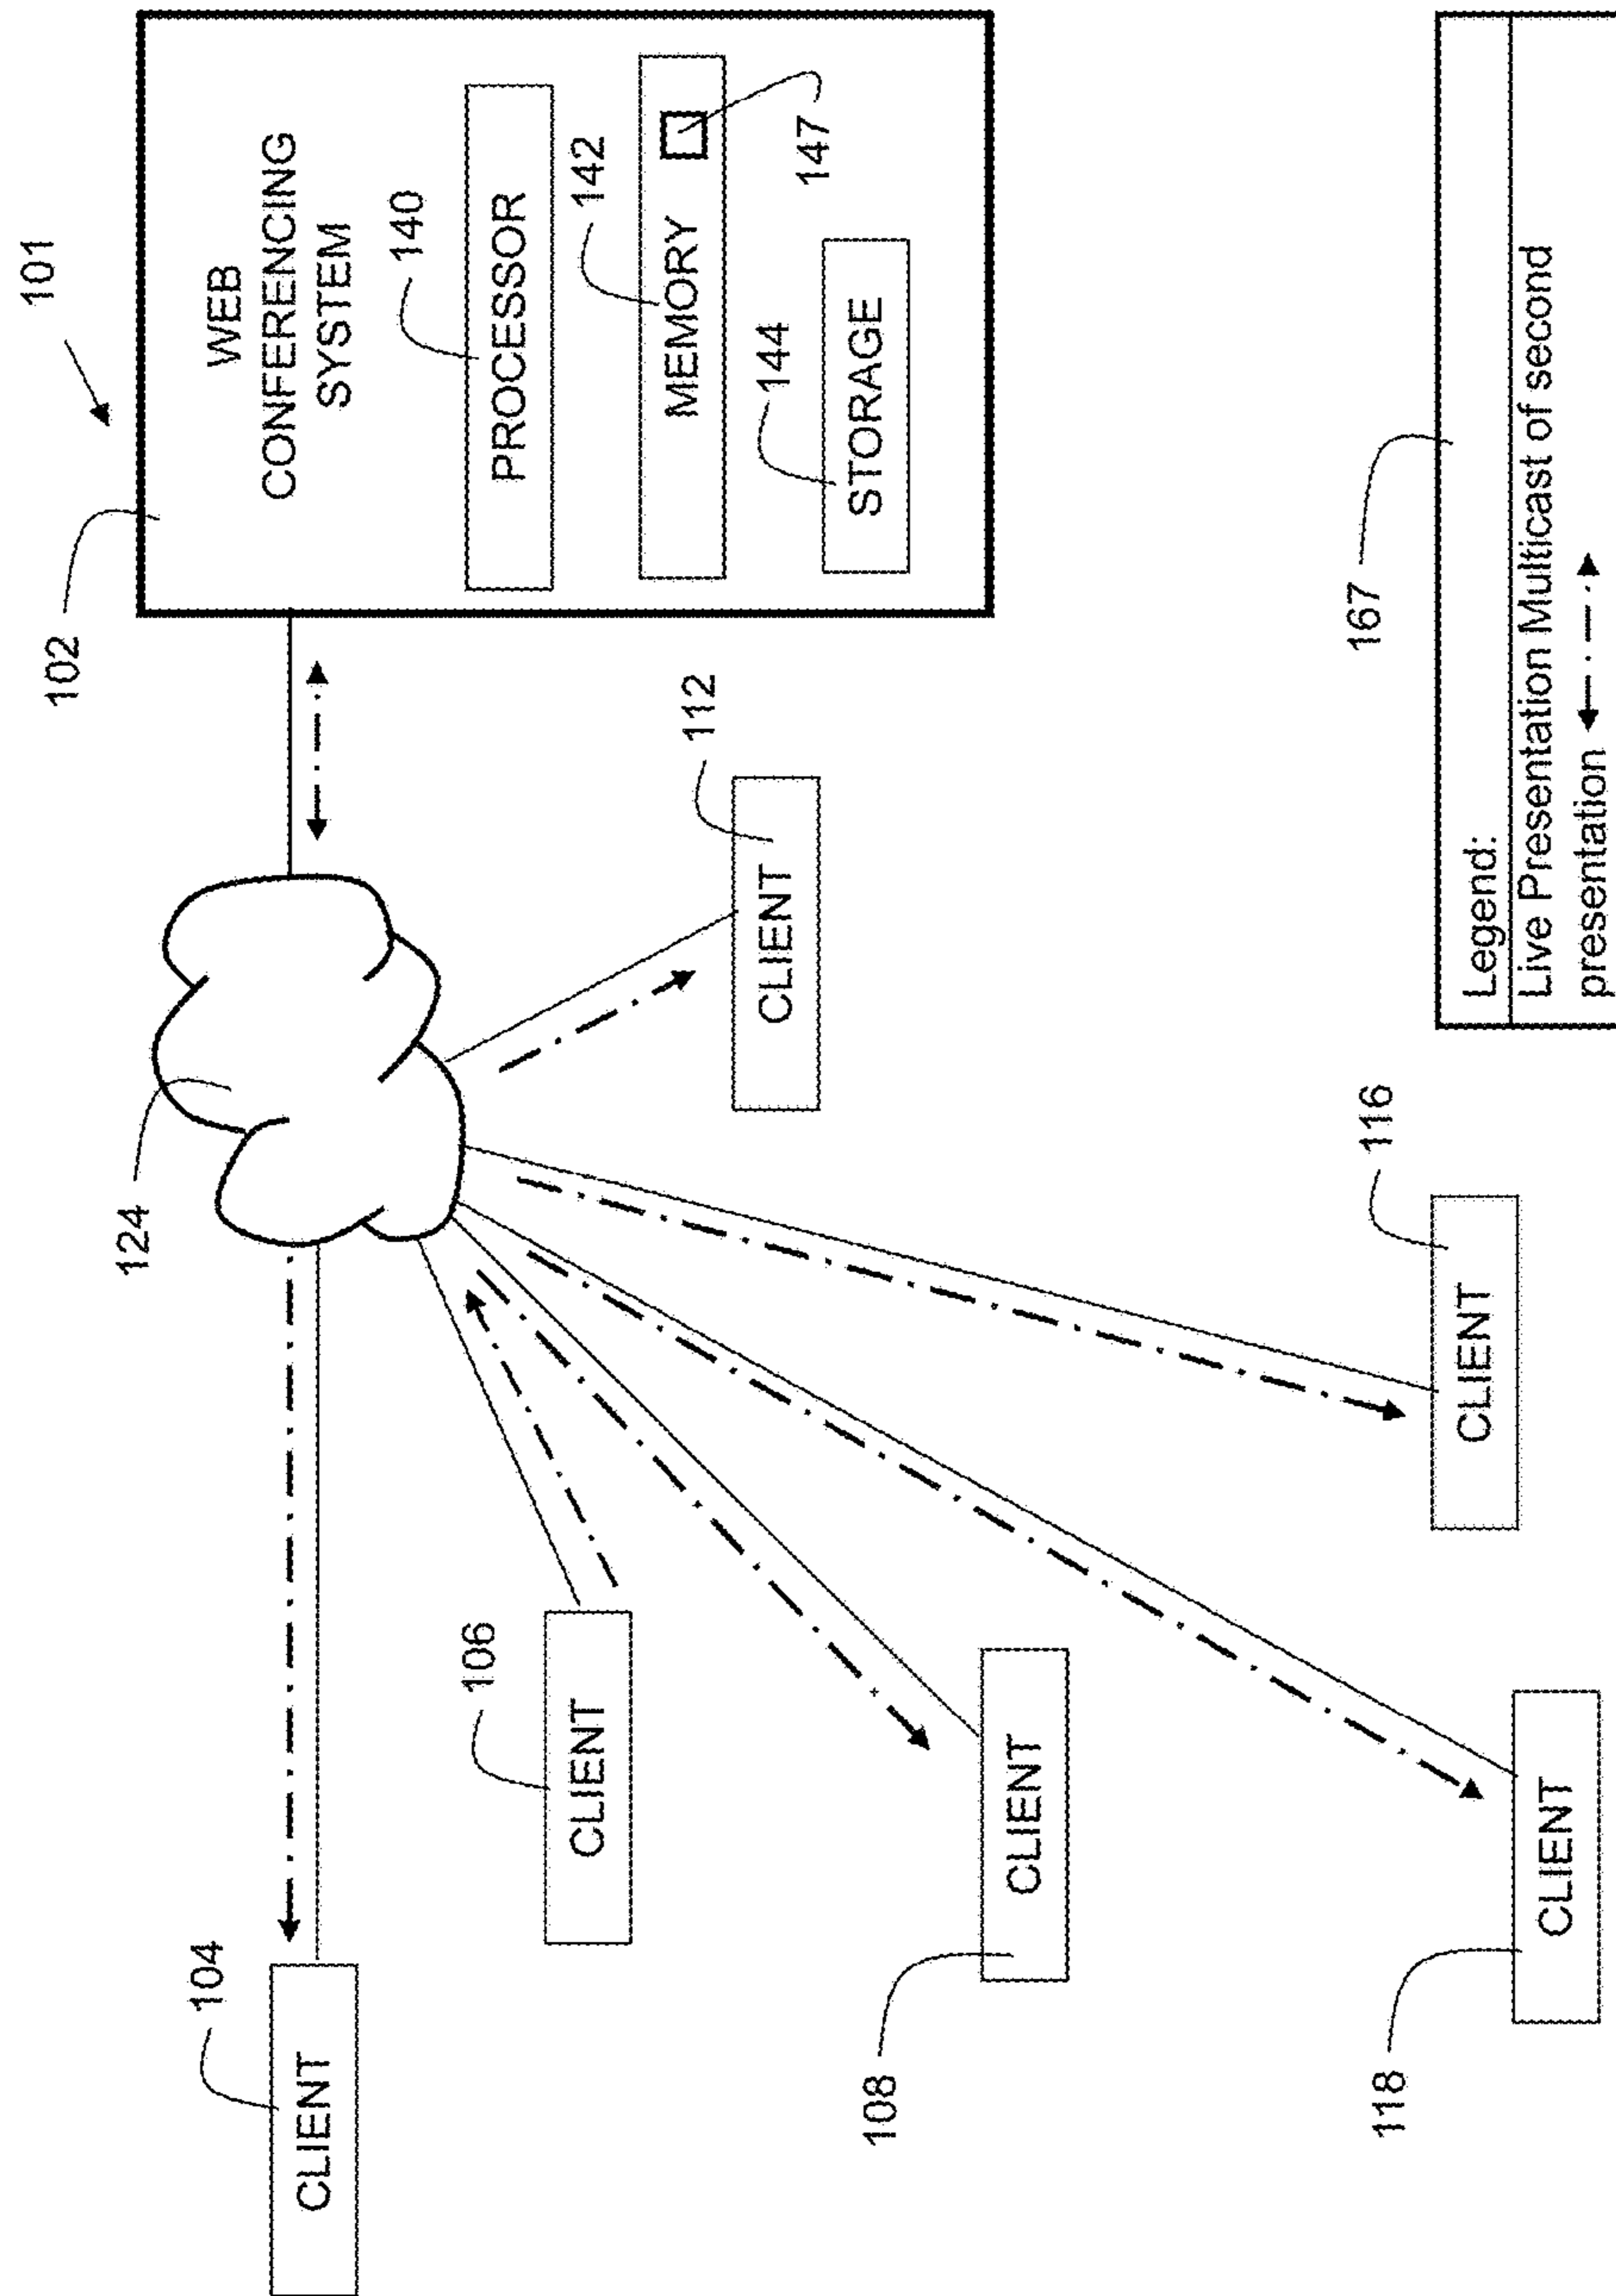 101
102
WEB
CONFERENCING
SYSTEM
140
PROCESSOR
142
MEMORY
147
144
STORAGE
124
104
CLIENT
106
CLIENT
112
CLIENT
108
CLIENT
116
CLIENT
118
CLIENT
167
Legend:
Live Presentation Multicast of second
presentation